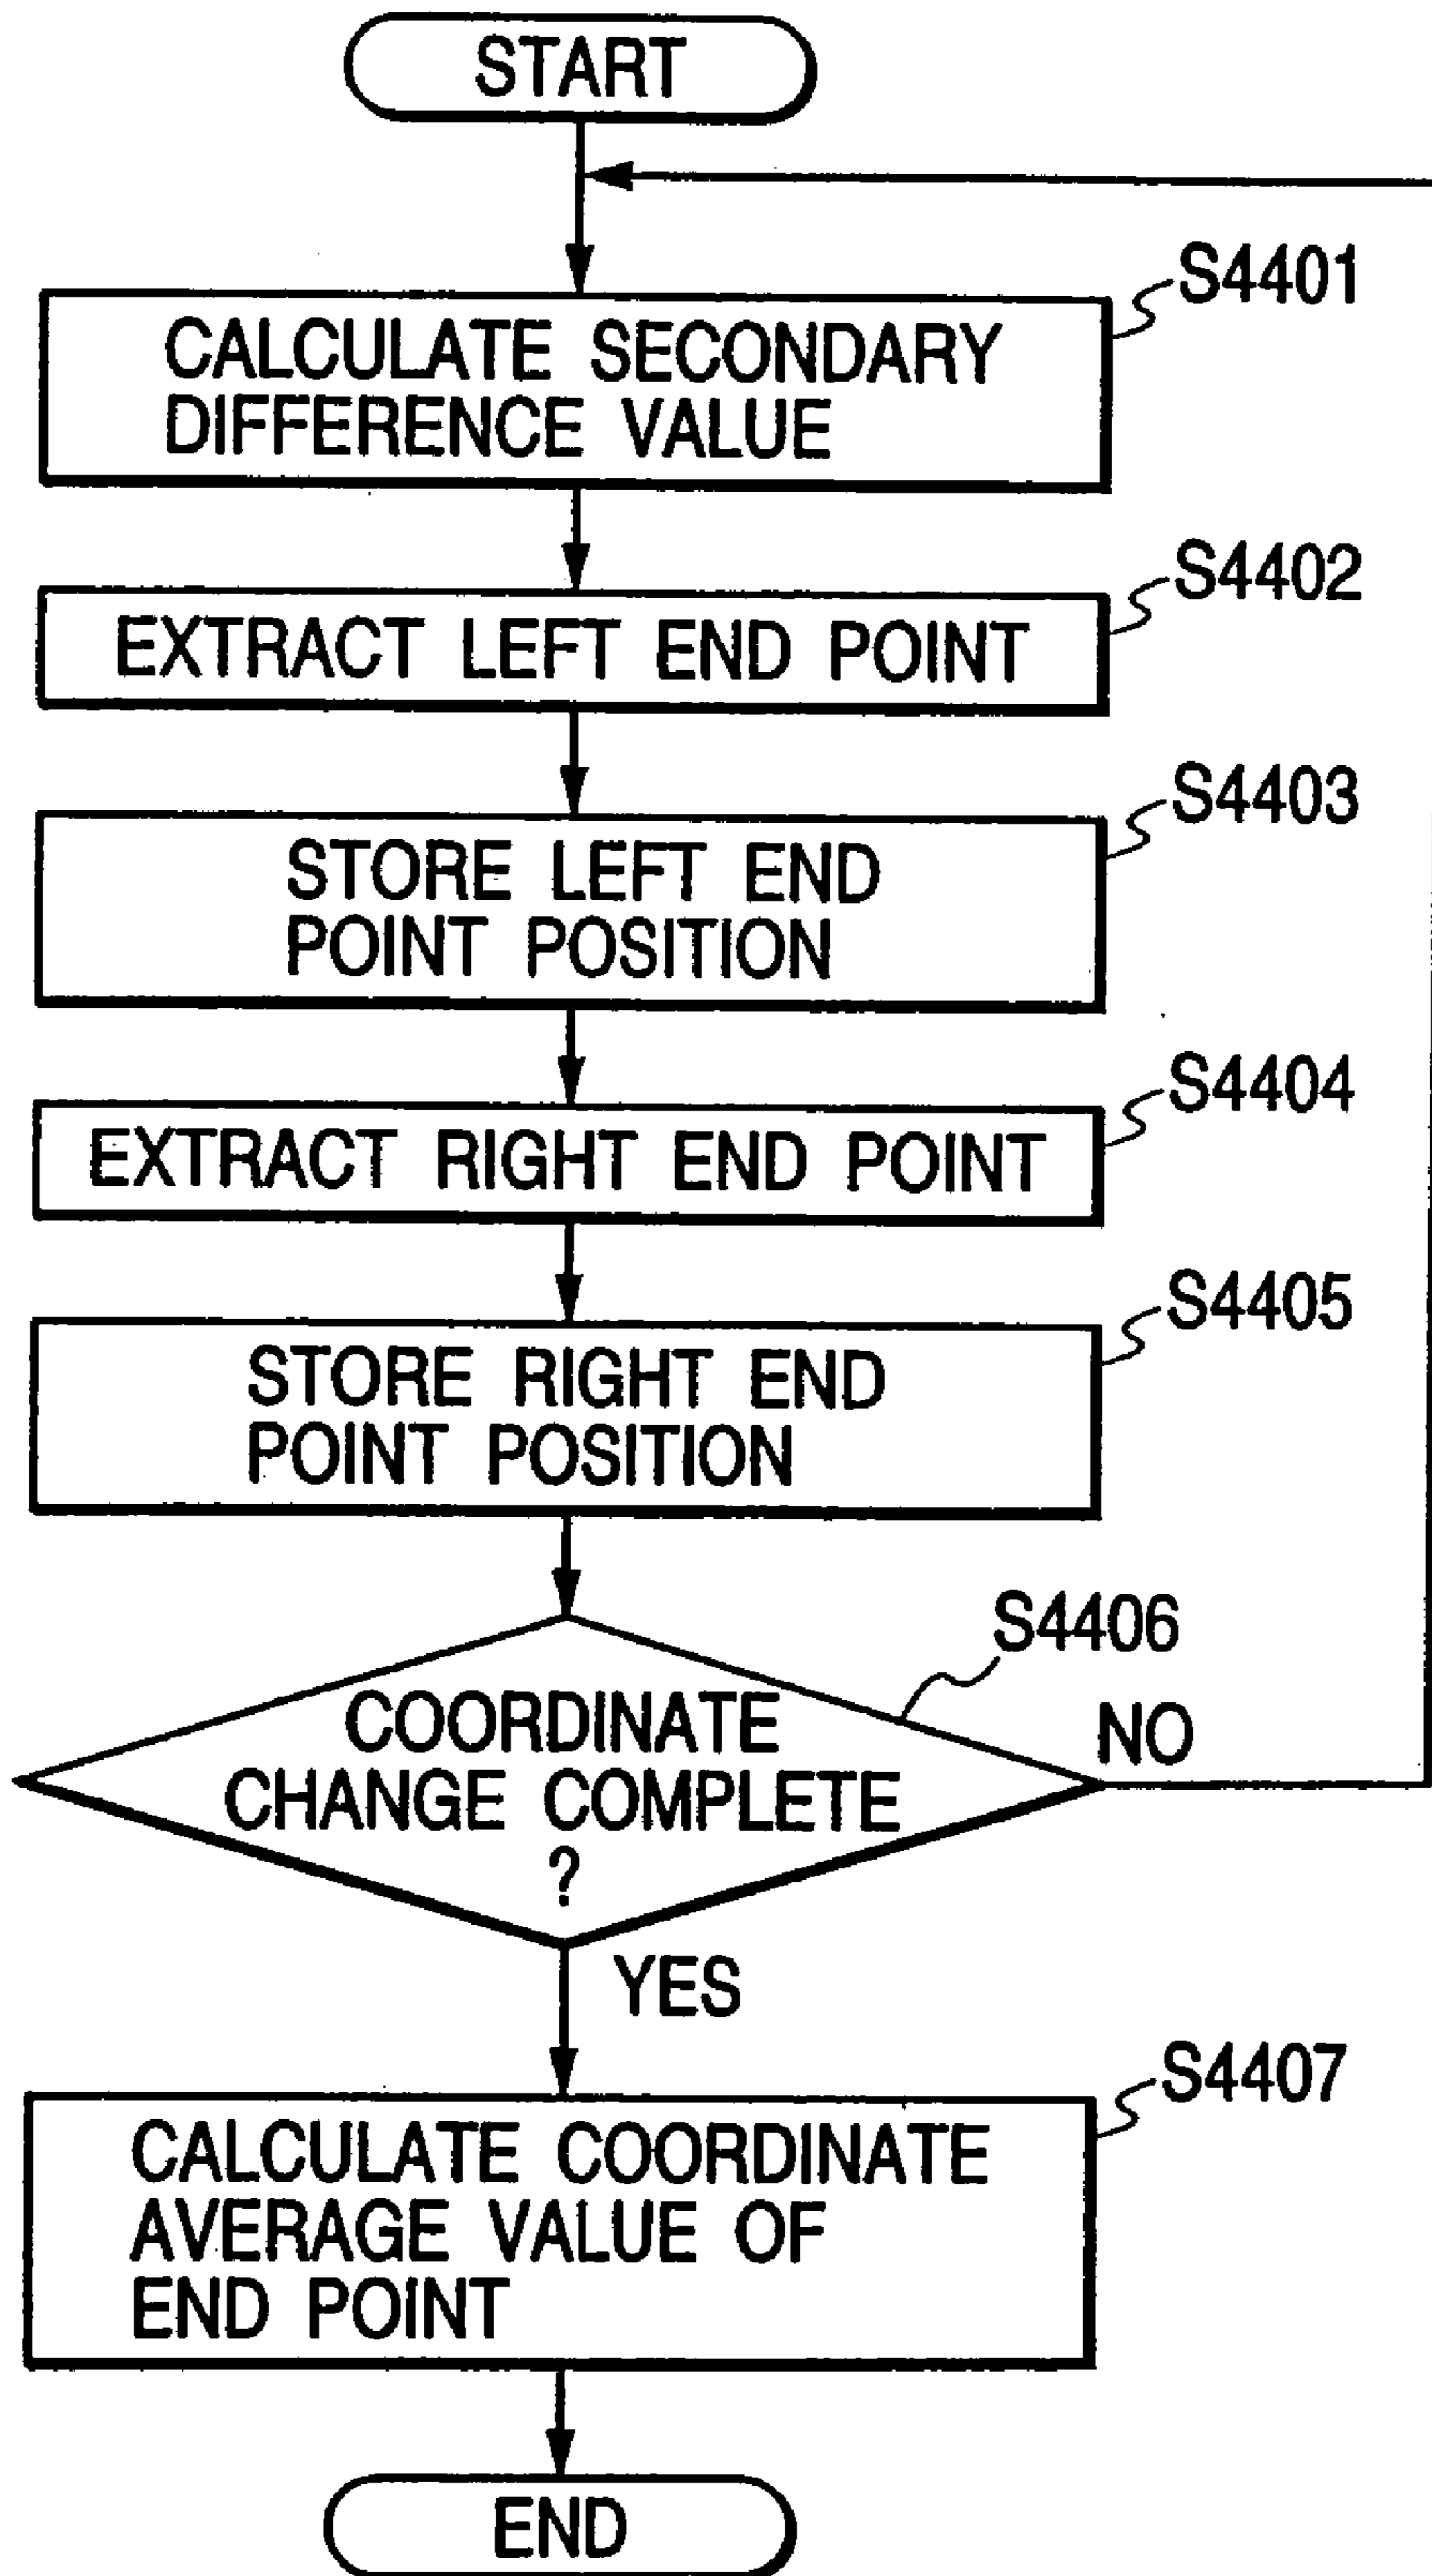 START
S4401
CALCULATE SECONDARY
DIFFERENCE VALUE
S4402
EXTRACT LEFT END POINT
S4403
STORE LEFT END
POINT POSITION
S4404
EXTRACT RIGHT END POINT
S4405
STORE RIGHT END
POINT POSITION
S4406
COORDINATE
CHANGE COMPLETE
?
NO
YES
S4407
CALCULATE COORDINATE
AVERAGE VALUE OF
END POINT
END